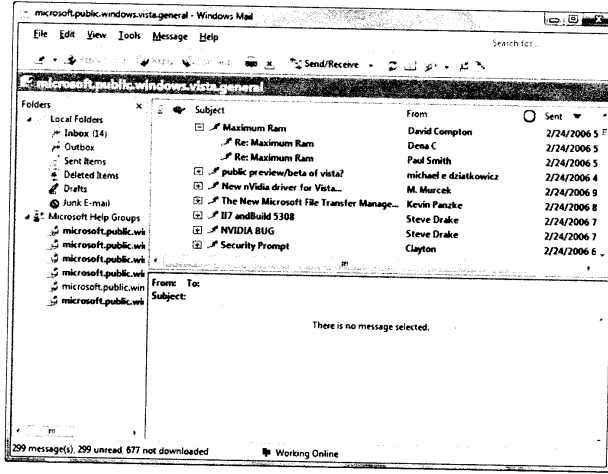 microsoft.public.windows.vista.general - Windows Mail
File Edit View Tools Message Help
Search for...
Send/Receive
microsoft.public.windows.vista.general
Folders x
Local Folders
Inbox (14)
Outbox
Sent Items
Deleted Items
Drafts
Junk E-mail
Microsoft Help Groups
microsoft.public.wi
microsoft.public.wi
microsoft.public.wi
microsoft.public.wi
microsoft.public.win
microsoft.public.wi
Subject From Sent
Maximum Ram David Compton 2/24/2006 5
Re: Maximum Ram Dena C 2/24/2006 5
Re: Maximum Ram Paul Smith 2/24/2006 5
public preview/beta of vista? michael e dziatkowicz 2/24/2006 4
New nVidia driver for Vista... M. Murcek 2/24/2006 9
The New Microsoft File Transfer Manage... Kevin Panzke 2/24/2006 8
II7 andBuild 5308 Steve Drake 2/24/2006 7
NVIDIA BUG Steve Drake 2/24/2006 7
Security Prompt Clayton 2/24/2006 6
From: To:
Subject:
There is no message selected.
299 message(s), 299 unread, 677 not downloaded Working Online